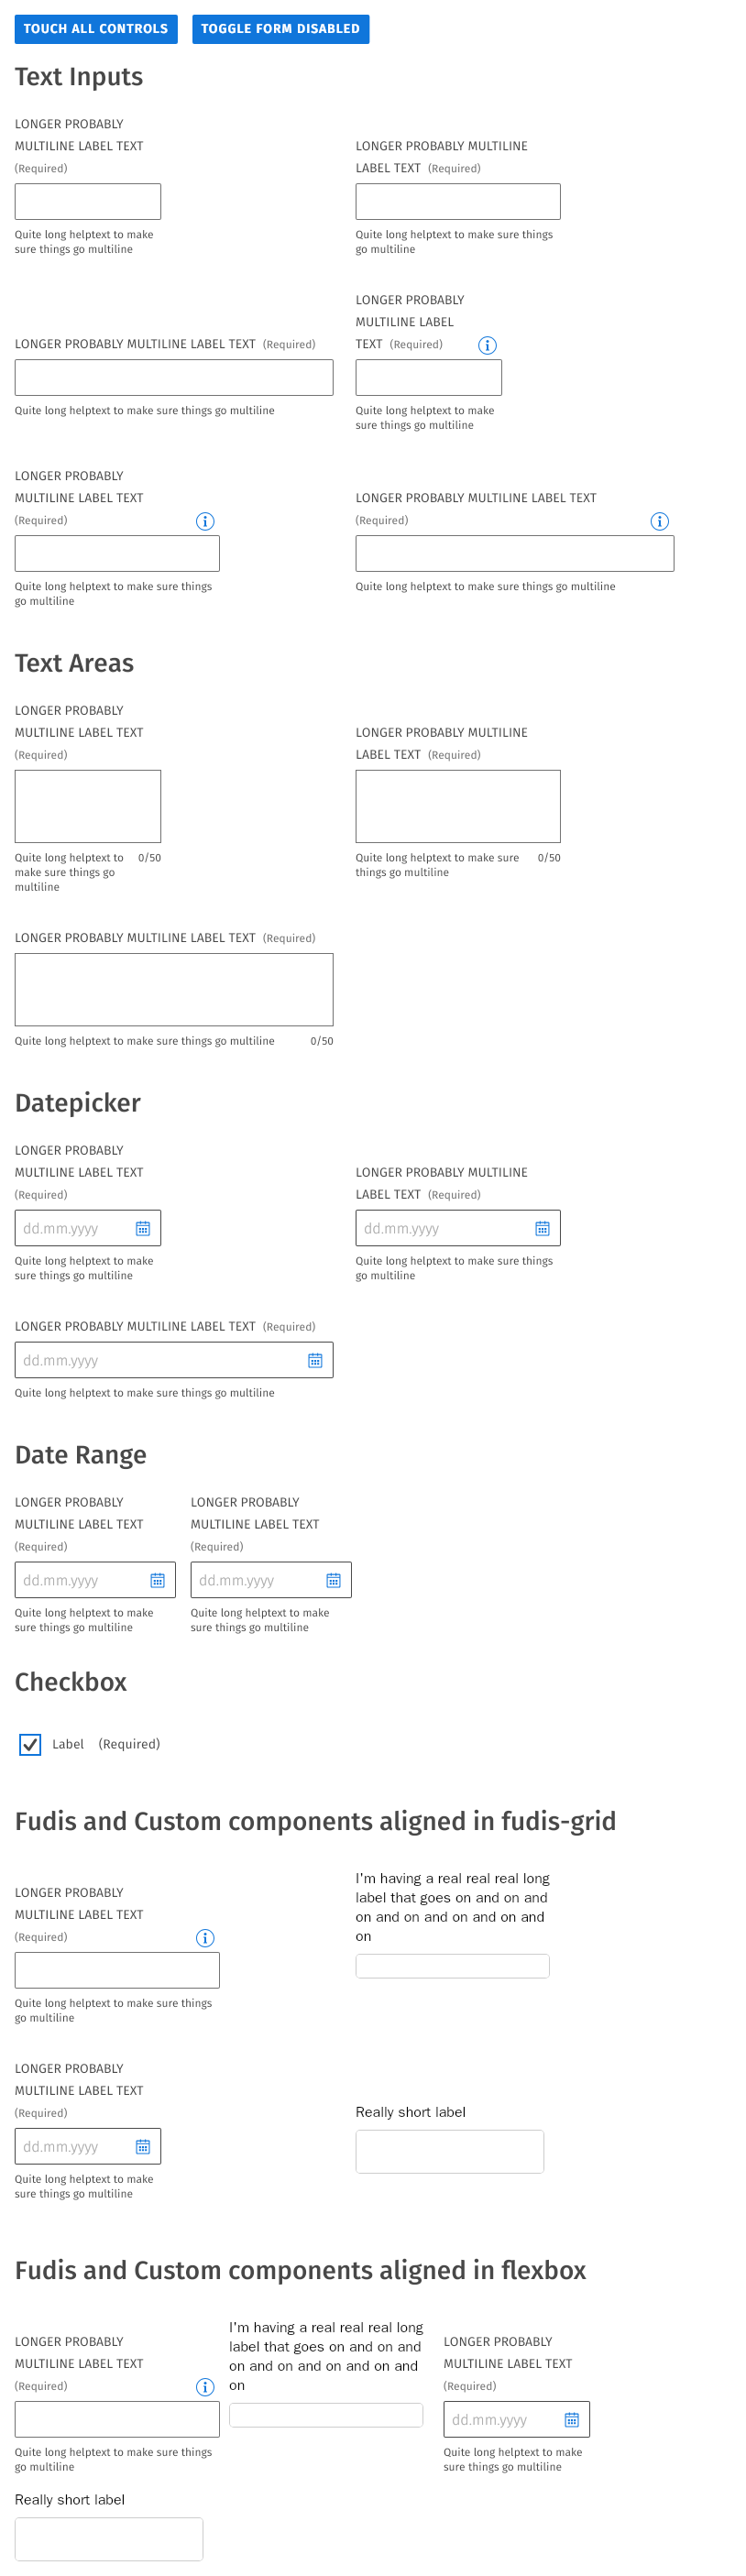 TOUCH ALL CONTROLS TOGGLE FORM DISABLED
Text Inputs
LONGER PROBABLY
MULTILINE LABEL TEXT
(Required)
Quite long helptext to make
sure things go multiline
LONGER PROBABLY MULTILINE
LABEL TEXT (Required)
Quite long helptext to make sure things
go multiline
LONGER PROBABLY MULTILINE LABEL TEXT (Required)
Quite long helptext to make sure things go multiline
LONGER PROBABLY
MULTILINE LABEL
TEXT (Required)
Quite long helptext to make
sure things go multiline
LONGER PROBABLY
MULTILINE LABEL TEXT
(Required)
Quite long helptext to make sure things
go multiline
LONGER PROBABLY MULTILINE LABEL TEXT
(Required)
Quite long helptext to make sure things go multiline
Text Areas
LONGER PROBABLY
MULTILINE LABEL TEXT
(Required)
Quite long helptext to 0/50
make sure things go
multiline
LONGER PROBABLY MULTILINE
LABEL TEXT (Required)
Quite long helptext to make sure 0/50
things go multiline
LONGER PROBABLY MULTILINE LABEL TEXT (Required)
Quite long helptext to make sure things go multiline 0/50
Datepicker
LONGER PROBABLY
MULTILINE LABEL TEXT
(Required)
dd.mm.yyyy
Quite long helptext to make
sure things go multiline
LONGER PROBABLY MULTILINE
LABEL TEXT (Required)
dd.mm.yyyy
Quite long helptext to make sure things
go multiline
LONGER PROBABLY MULTILINE LABEL TEXT (Required)
dd.mm.yyyy
Quite long helptext to make sure things go multiline
Date Range
LONGER PROBABLY
MULTILINE LABEL TEXT
(Required)
dd.mm.yyyy
Quite long helptext to make
sure things go multiline
LONGER PROBABLY
MULTILINE LABEL TEXT
(Required)
dd.mm.yyyy
Quite long helptext to make
sure things go multiline
Checkbox
Label (Required)
Fudis and Custom components aligned in fudis-grid
LONGER PROBABLY
MULTILINE LABEL TEXT
(Required)
Quite long helptext to make sure things
go multiline
I'm having a real real real long
label that goes on and on and
on and on and on and on and
on
LONGER PROBABLY
MULTILINE LABEL TEXT
(Required)
dd.mm.yyyy
Quite long helptext to make
sure things go multiline
Really short label
Fudis and Custom components aligned in flexbox
LONGER PROBABLY
MULTILINE LABEL TEXT
(Required)
Quite long helptext to make sure things
go multiline
I'm having a real real real long
label that goes on and on and
on and on and on and on and
on
LONGER PROBABLY
MULTILINE LABEL TEXT
(Required)
dd.mm.yyyy
Quite long helptext to make
sure things go multiline
Really short label